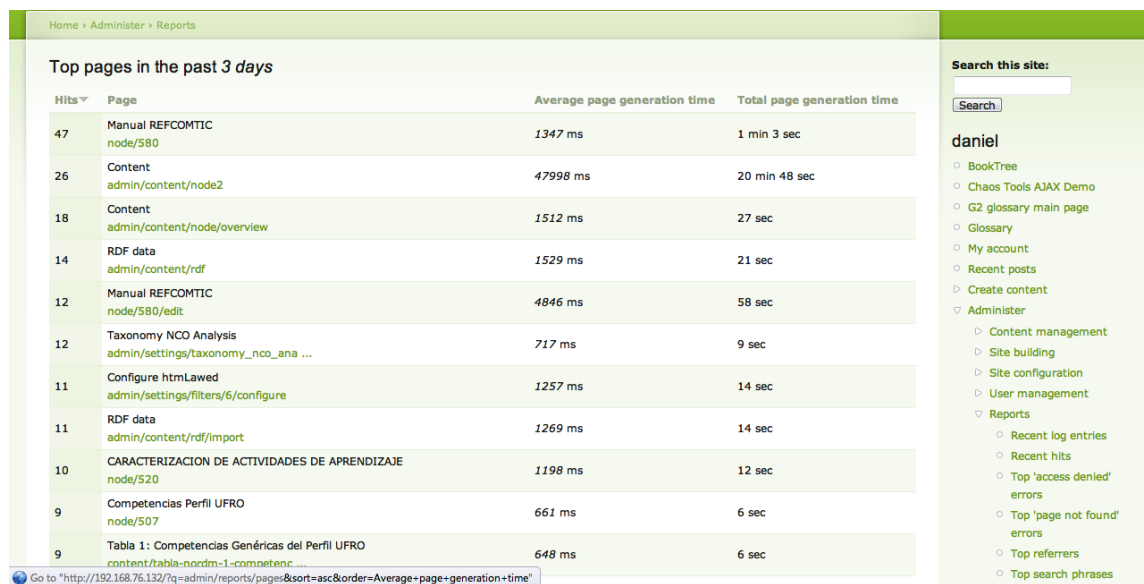 Home › Administer › Reports
Top pages in the past 3 days
Hits Page Average page generation time Total page generation time
47 Manual REFCOMTIC 1347 ms 1 min 3 sec
node/580
26 Content 47998 ms 20 min 48 sec
admin/content/node2
18 Content 1512 ms 27 sec
admin/content/node/overview
14 RDF data 1529 ms 21 sec
admin/content/rdf
12 Manual REFCOMTIC 4846 ms 58 sec
node/580/edit
12 Taxonomy NCO Analysis 717 ms 9 sec
admin/settings/taxonomy_nco_ana ...
11 Configure htmLawed 1257 ms 14 sec
admin/settings/filters/6/configure
11 RDF data 1269 ms 14 sec
admin/content/rdf/import
10 CARACTERIZACION DE ACTIVIDADES DE APRENDIZAJE 1198 ms 12 sec
node/520
9 Competencias Perfil UFRO 661 ms 6 sec
node/507
9 Tabla 1: Competencias Genéricas del Perfil UFRO 648 ms 6 sec
content/tabla-nordm-1-competenc ...
Go to "http://192.168.76.132/?q=admin/reports/pages&sort=asc&order=Average+page+generation+time"
Search this site:
Search
daniel
BookTree
Chaos Tools AJAX Demo
G2 glossary main page
Glossary
My account
Recent posts
Create content
Administer
Content management
Site building
Site configuration
User management
Reports
Recent log entries
Recent hits
Top 'access denied'
errors
Top 'page not found'
errors
Top referrers
Top search phrases